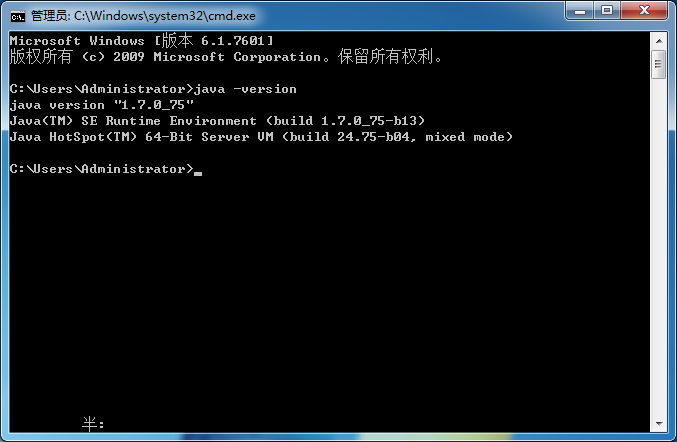 管理员: C:\Windows\system32\cmd.exe
Microsoft Windows [版本 6.1.7601]
版权所有 (c) 2009 Microsoft Corporation。保留所有权利。
C:\Users\Administrator>java -version
java version "1.7.0_75"
Java(TM) SE Runtime Environment (build 1.7.0_75-b13)
Java HotSpot(TM) 64-Bit Server VM (build 24.75-b04, mixed mode)
C:\Users\Administrator>_
半: